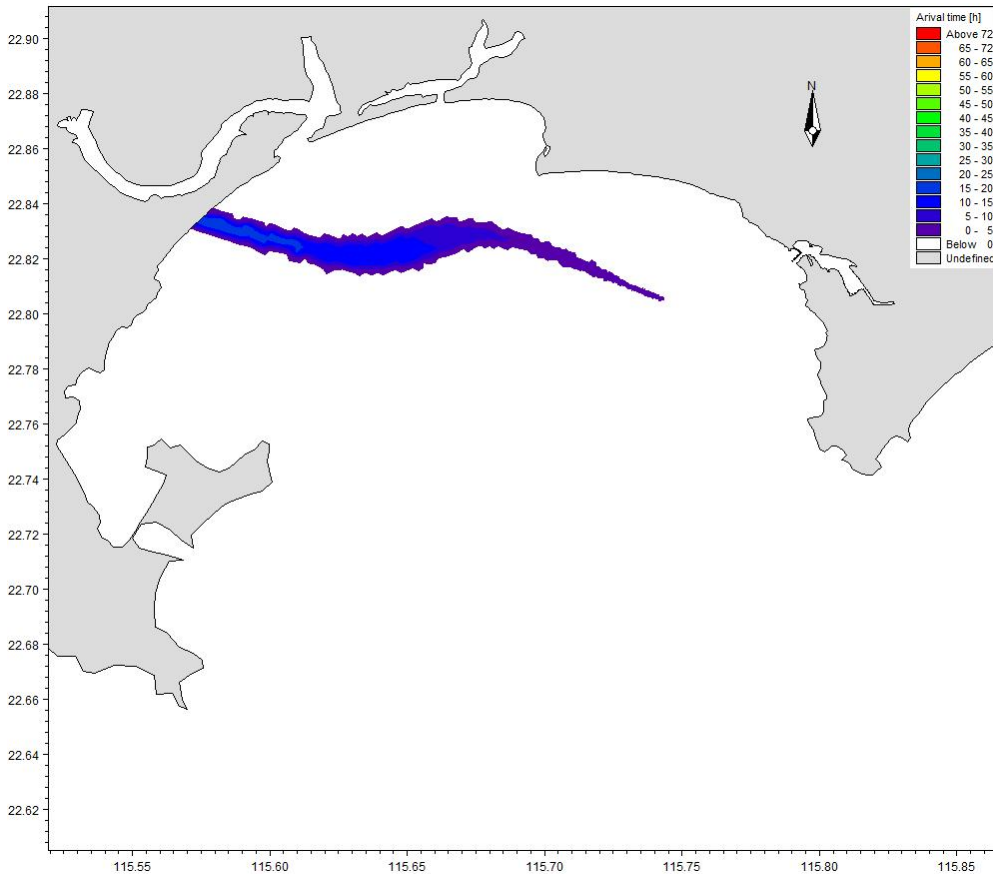 Arival time [h]
Above 72
65 - 72
60 - 65
55 - 60
50 - 55
45 - 50
40 - 45
35 - 40
30 - 35
25 - 30
20 - 25
15 - 20
10 - 15
5 - 10
0 - 5
Below 0
Undefined
N
22.90
22.88
22.86
22.84
22.82
22.80
22.78
22.76
22.74
22.72
22.70
22.68
22.66
22.64
22.62
115.55 115.60 115.65 115.70 115.75 115.80 115.85